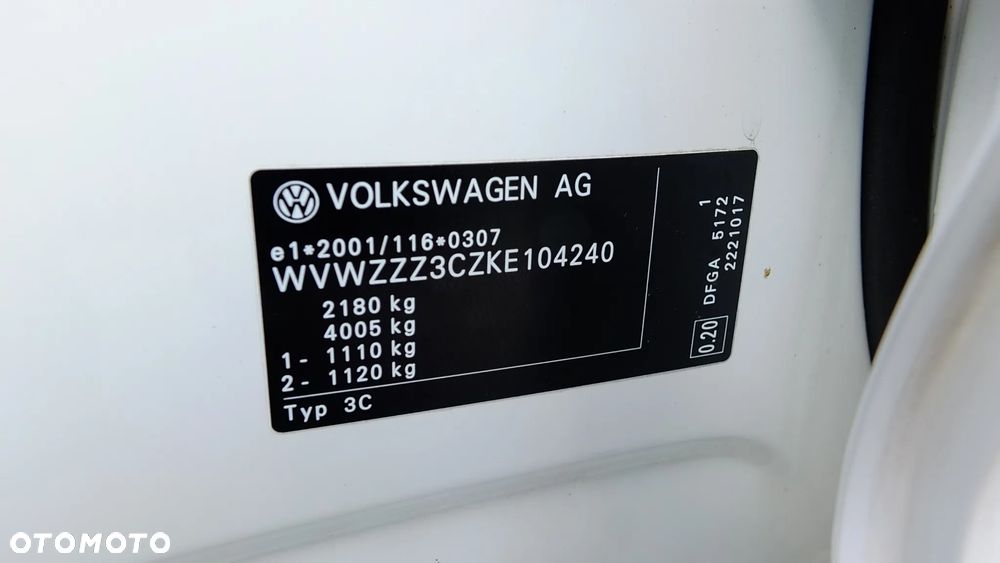 VOLKSWAGEN AG
e1*2001/116*0307
WVWZZZ3CZKE104240
2180 kg
4005 kg
1- 1110 kg
2- 1120 kg
Typ 3C
0.20 DFGA 5172 1
2221017
OTOMOTO